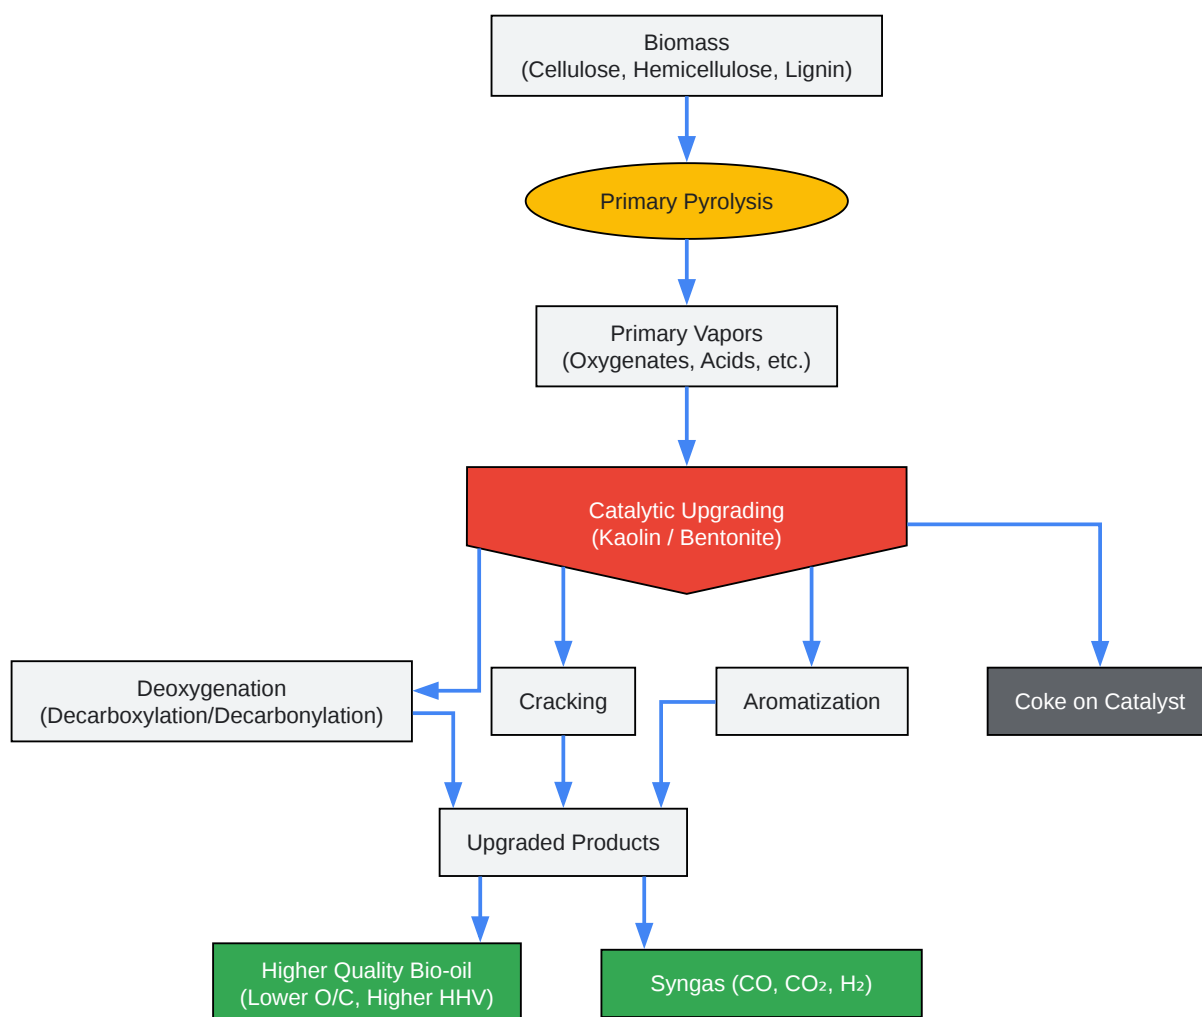 Biomass
(Cellulose, Hemicellulose, Lignin)
Primary Pyrolysis
Primary Vapors
(Oxygenates, Acids, etc.)
Catalytic Upgrading
(Kaolin / Bentonite)
Deoxygenation
(Decarboxylation/Decarbonylation)
Cracking
Aromatization
Coke on Catalyst
Upgraded Products
Higher Quality Bio-oil
(Lower O/C, Higher HHV)
Syngas (CO, CO₂, H₂)